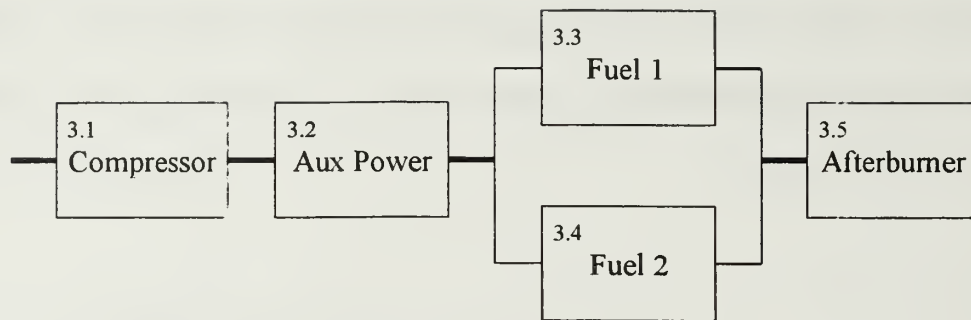 3.1
Compressor
3.2
Aux Power
3.3
Fuel 1
3.4
Fuel 2
3.5
Afterburner